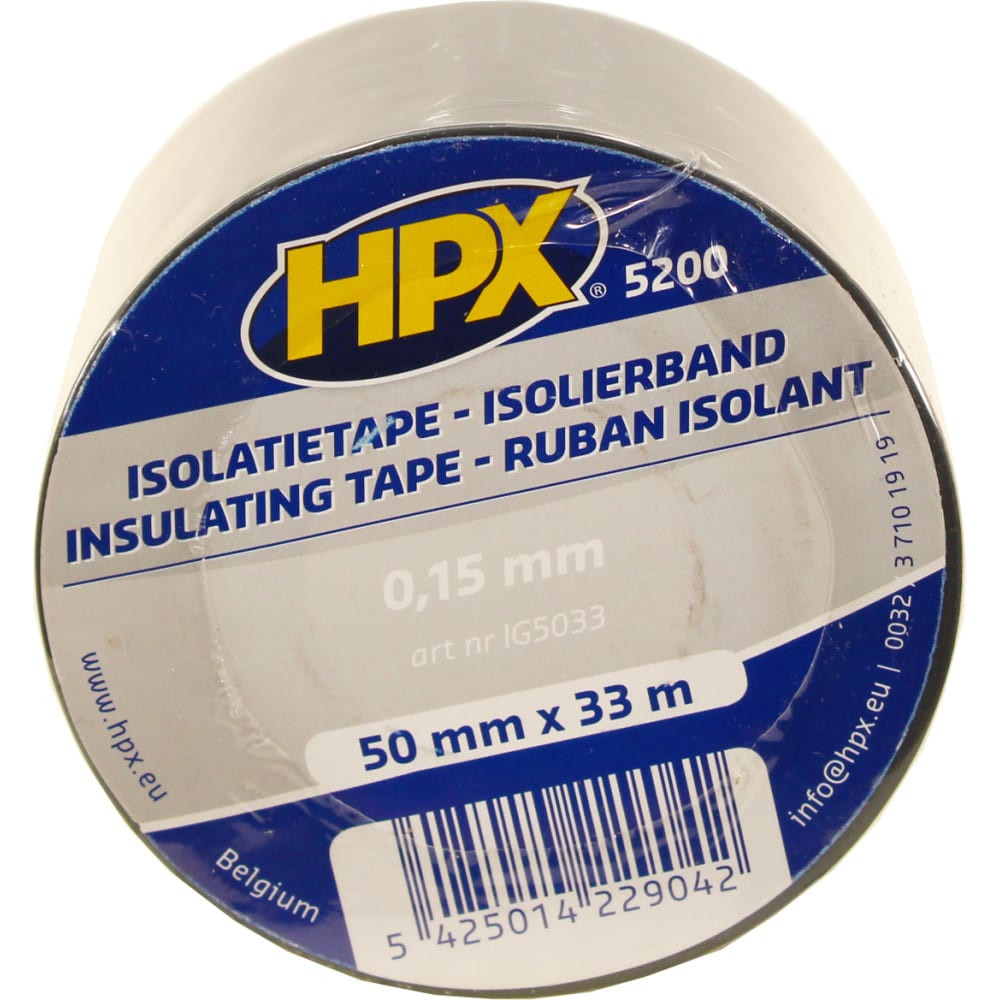 HPX® 5200
ISOLATIETAPE - ISOLIERBAND
INSULATING TAPE - RUBAN ISOLANT
0,15 mm
art nr IG5033
50 mm x 33 m
5 425014 229042
www.hpx.eu
Belgium
info@hpx.eu | 0032 3 710 19 19 |